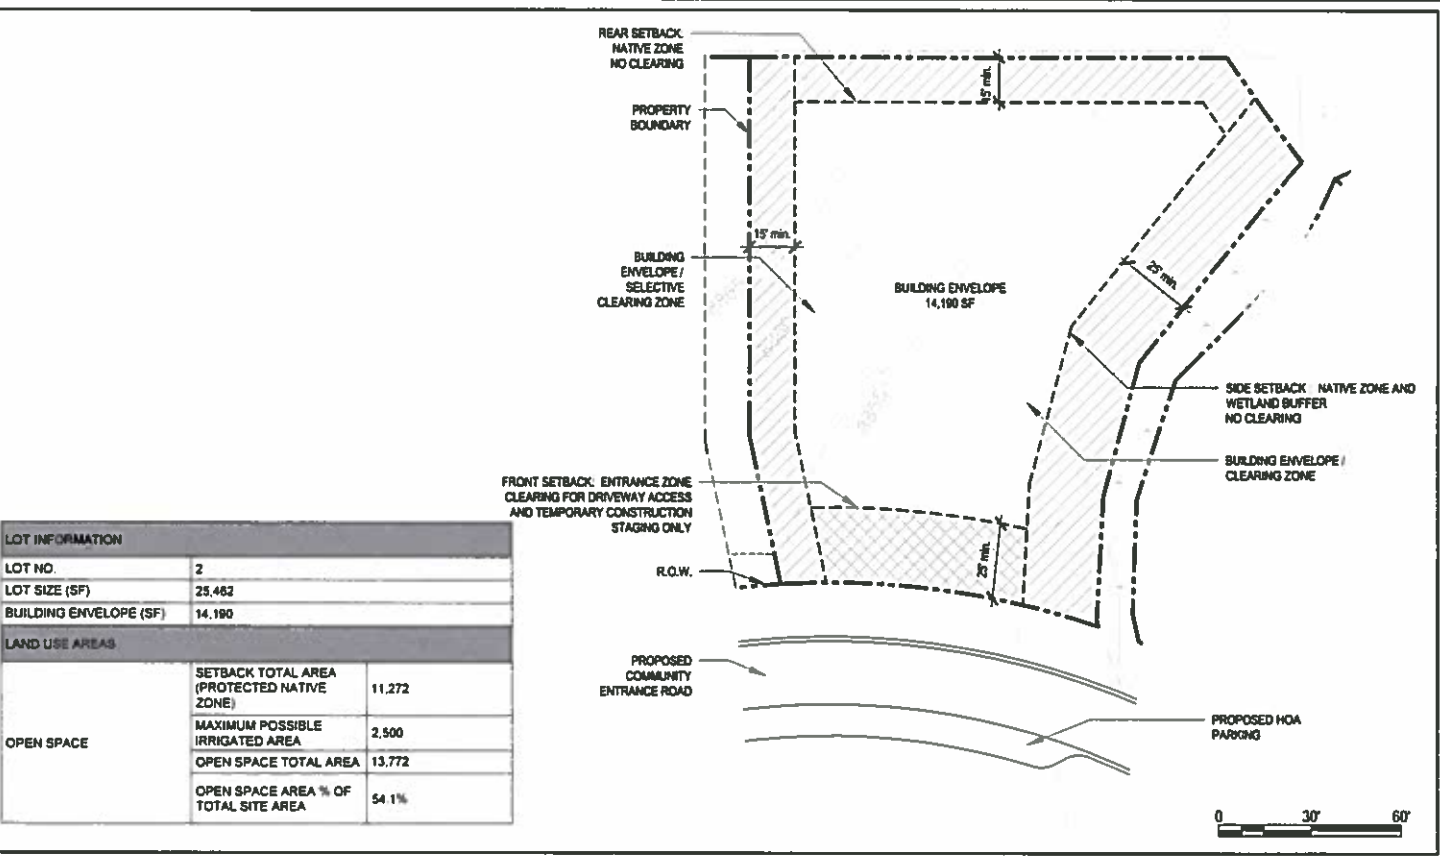 REAR SETBACK
NATIVE ZONE
NO CLEARING
15' min.
PROPERTY
BOUNDARY
15' min.
BUILDING
ENVELOPE /
SELECTIVE
CLEARING ZONE
BUILDING ENVELOPE
14,190 SF
25' min.
SIDE SETBACK: NATIVE ZONE AND
WETLAND BUFFER
NO CLEARING
BUILDING ENVELOPE /
CLEARING ZONE
FRONT SETBACK: ENTRANCE ZONE
CLEARING FOR DRIVEWAY ACCESS
AND TEMPORARY CONSTRUCTION
STAGING ONLY
25' min.
R.O.W.
PROPOSED
COMMUNITY
ENTRANCE ROAD
PROPOSED HOA
PARKING
0 30' 60'
LOT INFORMATION
LOT NO. 2
LOT SIZE (SF) 25,462
BUILDING ENVELOPE (SF) 14,190
LAND USE AREAS
OPEN SPACE
SETBACK TOTAL AREA
(PROTECTED NATIVE
ZONE)
11,272
MAXIMUM POSSIBLE
IRRIGATED AREA
2,500
OPEN SPACE TOTAL AREA 13,772
OPEN SPACE AREA % OF
TOTAL SITE AREA
54.1%